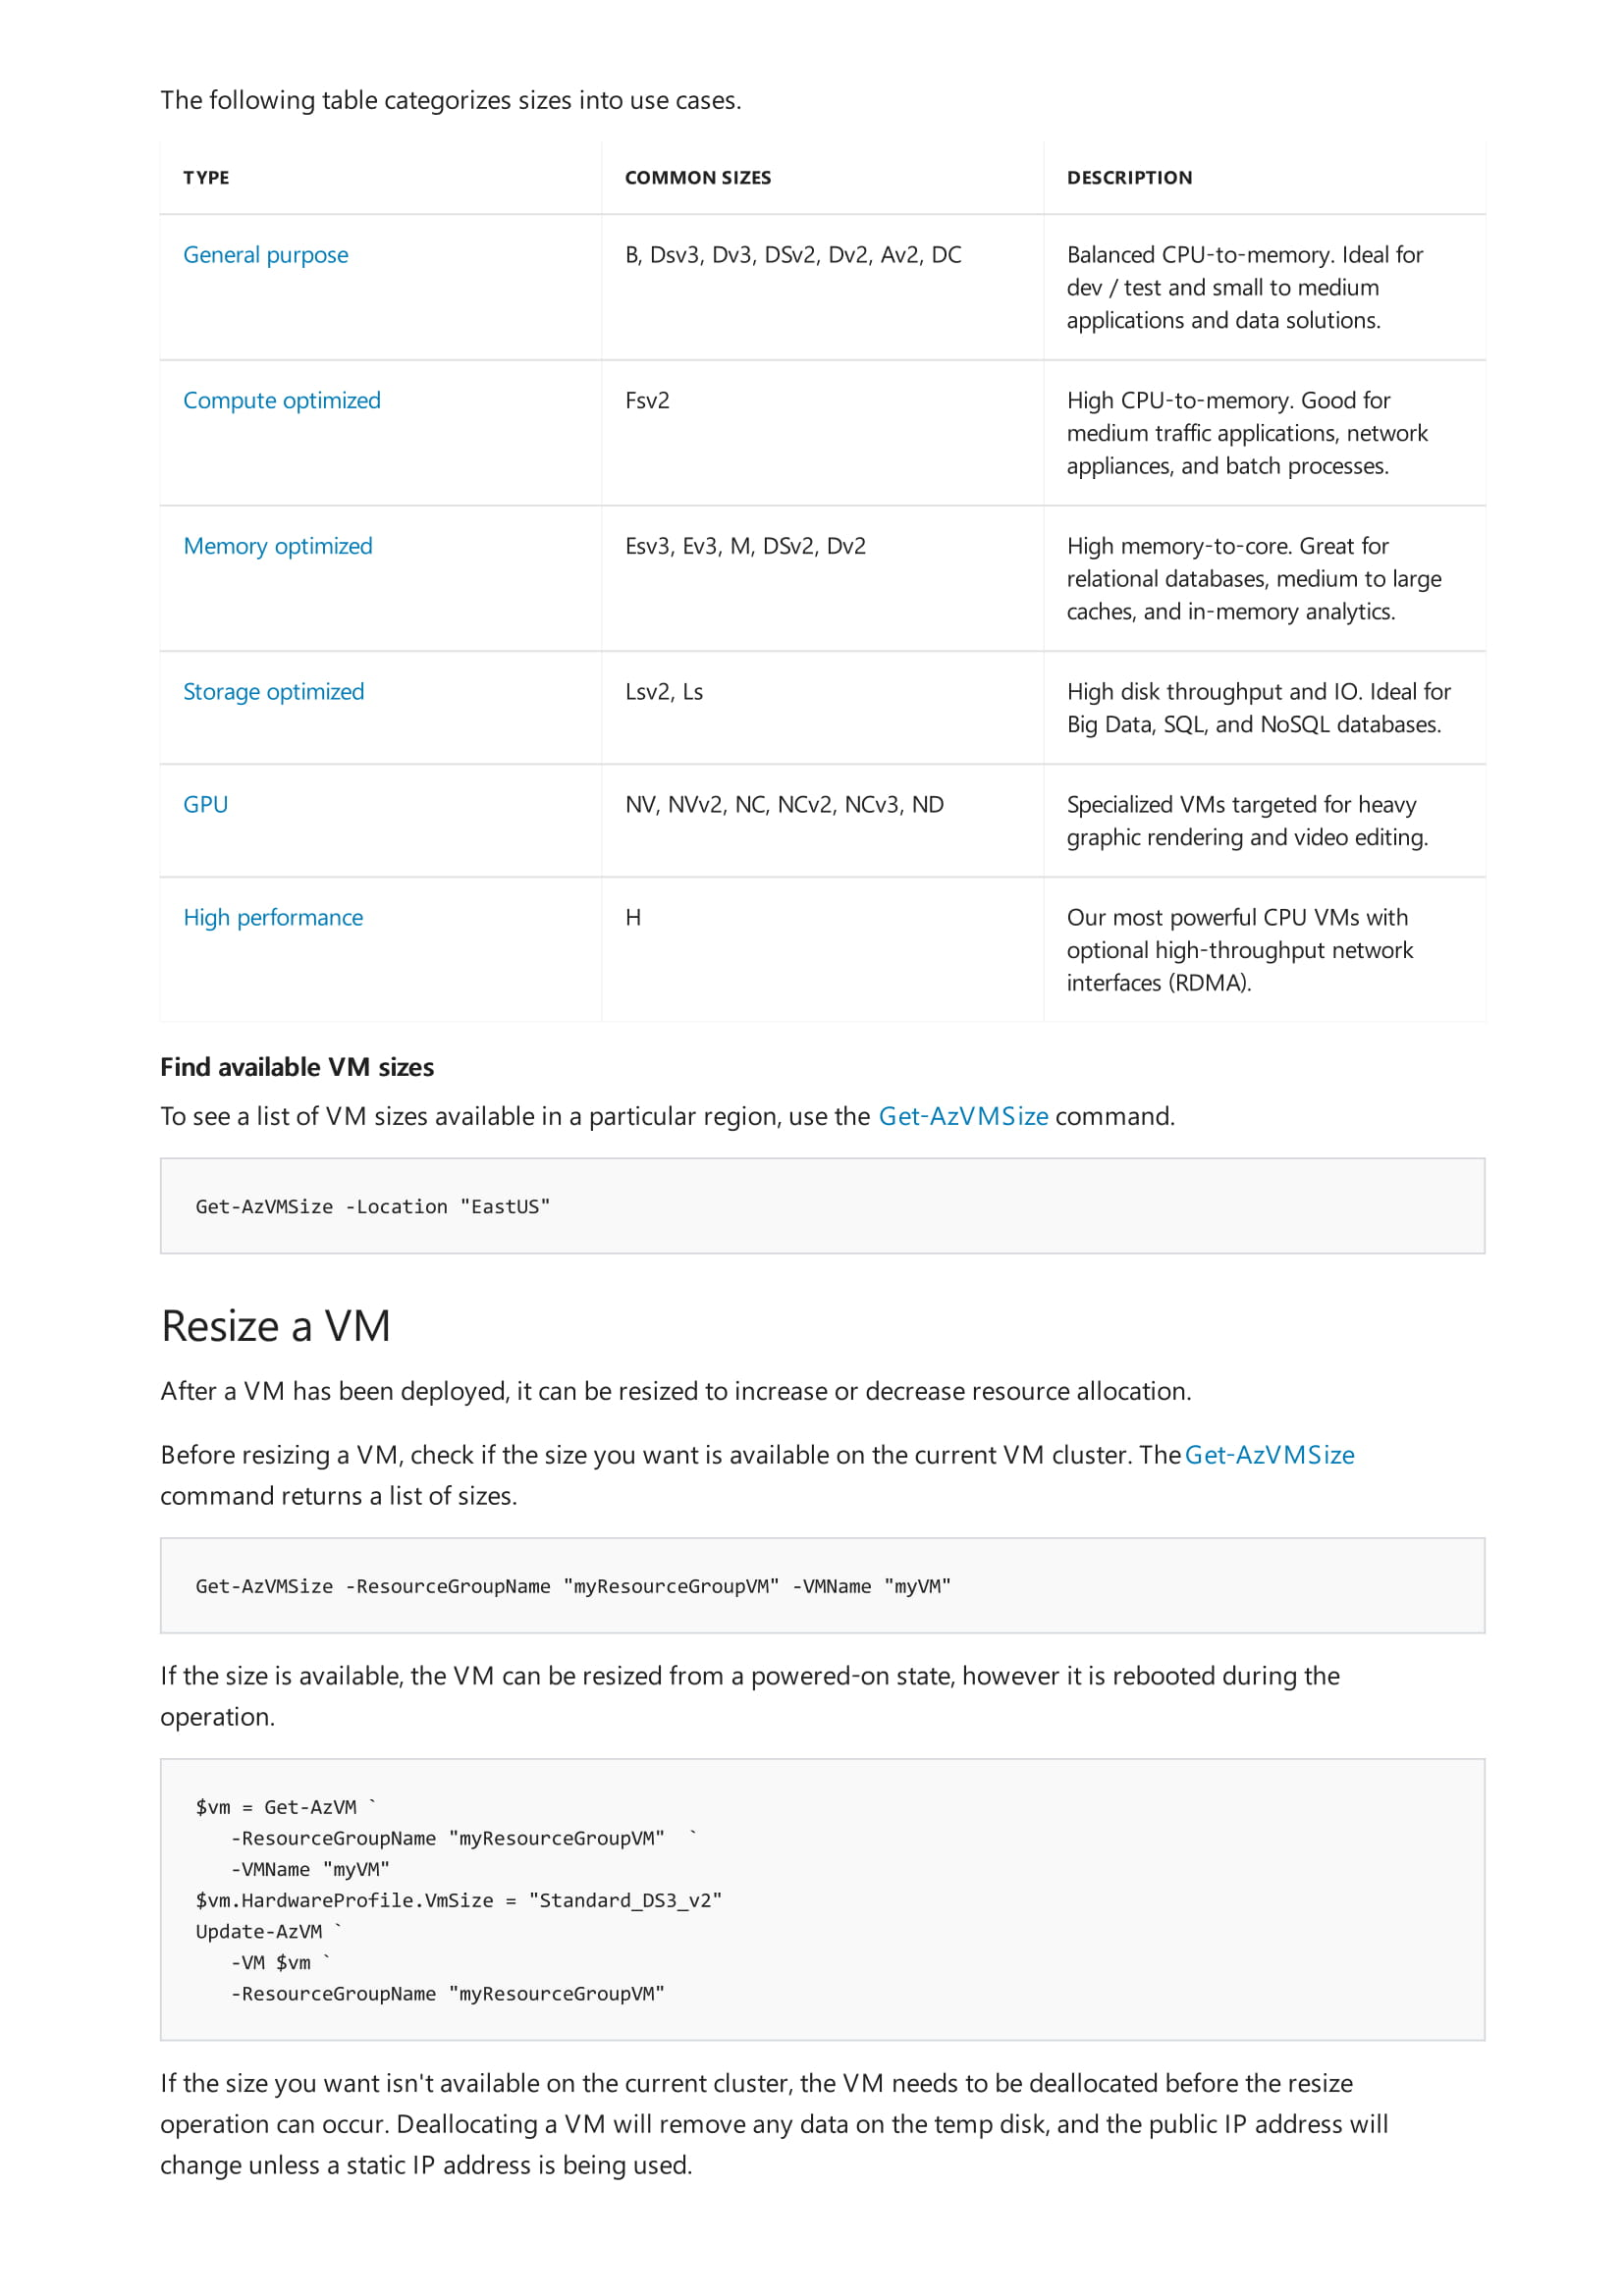 The following table categorizes sizes into use cases.
TYPE COMMON SIZES DESCRIPTION
General purpose B, Dsv3, Dv3, DSv2, Dv2, Av2, DC Balanced CPU-to-memory. Ideal for
dev / test and small to medium
applications and data solutions.
Compute optimized Fsv2 High CPU-to-memory. Good for
medium traffic applications, network
appliances, and batch processes.
Memory optimized Esv3, Ev3, M, DSv2, Dv2 High memory-to-core. Great for
relational databases, medium to large
caches, and in-memory analytics.
Storage optimized Lsv2, Ls High disk throughput and IO. Ideal for
Big Data, SQL, and NoSQL databases.
GPU NV, NVv2, NC, NCv2, NCv3, ND Specialized VMs targeted for heavy
graphic rendering and video editing.
High performance H Our most powerful CPU VMs with
optional high-throughput network
interfaces (RDMA).
Find available VM sizes
To see a list of VM sizes available in a particular region, use the Get-AzVMSize command.
Get-AzVMSize -Location "EastUS"
Resize a VM
After a VM has been deployed, it can be resized to increase or decrease resource allocation.
Before resizing a VM, check if the size you want is available on the current VM cluster. The Get-AzVMSize
command returns a list of sizes.
Get-AzVMSize -ResourceGroupName "myResourceGroupVM" -VMName "myVM"
If the size is available, the VM can be resized from a powered-on state, however it is rebooted during the
operation.
$vm = Get-AzVM `
   -ResourceGroupName "myResourceGroupVM"  `
   -VMName "myVM"
$vm.HardwareProfile.VmSize = "Standard_DS3_v2"
Update-AzVM `
   -VM $vm `
   -ResourceGroupName "myResourceGroupVM"
If the size you want isn't available on the current cluster, the VM needs to be deallocated before the resize
operation can occur. Deallocating a VM will remove any data on the temp disk, and the public IP address will
change unless a static IP address is being used.